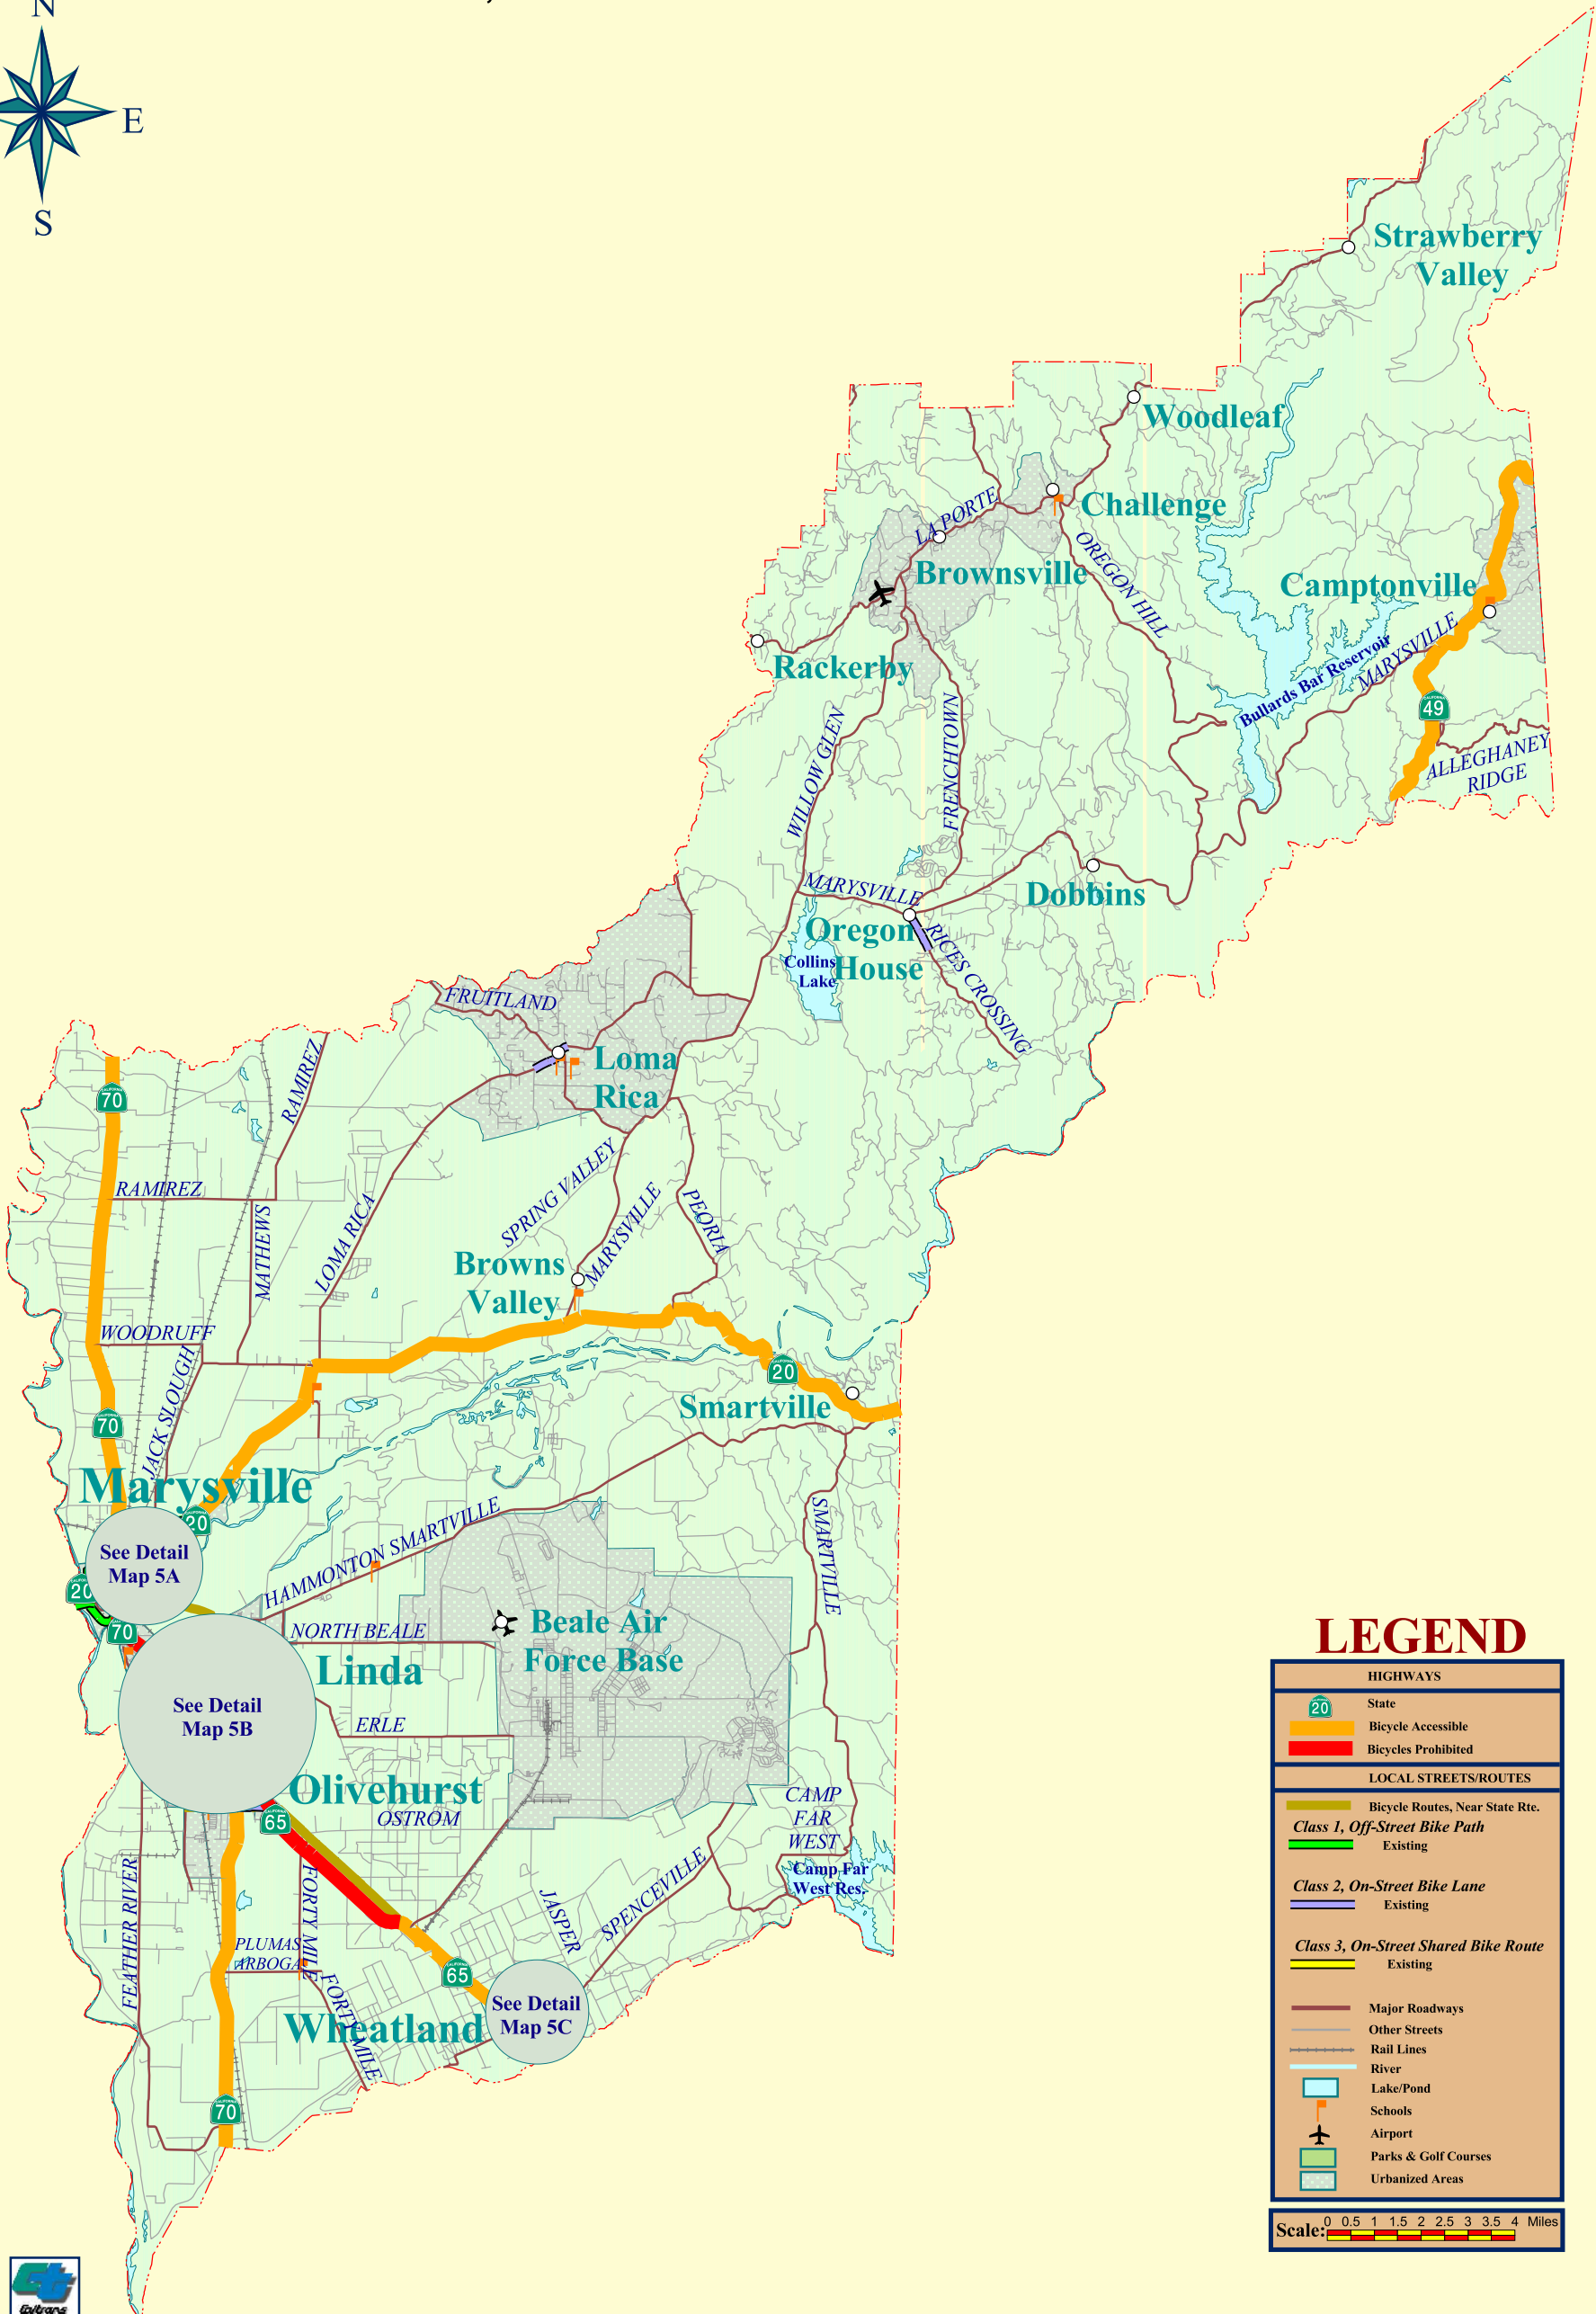 N
E
S
Strawberry
Valley
Woodleaf
LA PORTE
Challenge
OREGON HILL
Brownsville
Camptonville
MARYSVILLE
Bullards Bar Reservoir
Rackerby
49
WILLOW GLEN
FRENCHTOWN
ALLEGHANEY
RIDGE
MARYSVILLE
Dobbins
Oregon
House
RICES CROSSING
Collins
Lake
FRUITLAND
Loma
Rica
RAMIREZ
70
RAMIREZ
MATHEWS
LOMA RICA
SPRING VALLEY
MARYSVILLE
PEORIA
Browns
Valley
WOODRUFF
JACK SLOUGH
20
70
Smartville
Marysville
20
HAMMONTON SMARTVILLE
SMARTVILLE
See Detail
Map 5A
20
70
NORTH BEALE
Beale Air
Force Base
Linda
See Detail
Map 5B
ERLE
Olivehurst
OSTROM
65
CAMP
FAR
WEST
Camp Far
West Res.
FEATHER RIVER
FORTY MILE
JASPER
SPENCEVILLE
PLUMAS
ARBOGA
65
FORTY MILE
Wheatland
See Detail
Map 5C
70
LEGEND
HIGHWAYS
CALIFORNIA
20
State
Bicycle Accessible
Bicycles Prohibited
LOCAL STREETS/ROUTES
Bicycle Routes, Near State Rte.
Class 1, Off-Street Bike Path
Existing
Class 2, On-Street Bike Lane
Existing
Class 3, On-Street Shared Bike Route
Existing
Major Roadways
Other Streets
Rail Lines
River
Lake/Pond
Schools
Airport
Parks & Golf Courses
Urbanized Areas
Scale: 0 0.5 1 1.5 2 2.5 3 3.5 4 Miles
Caltrans